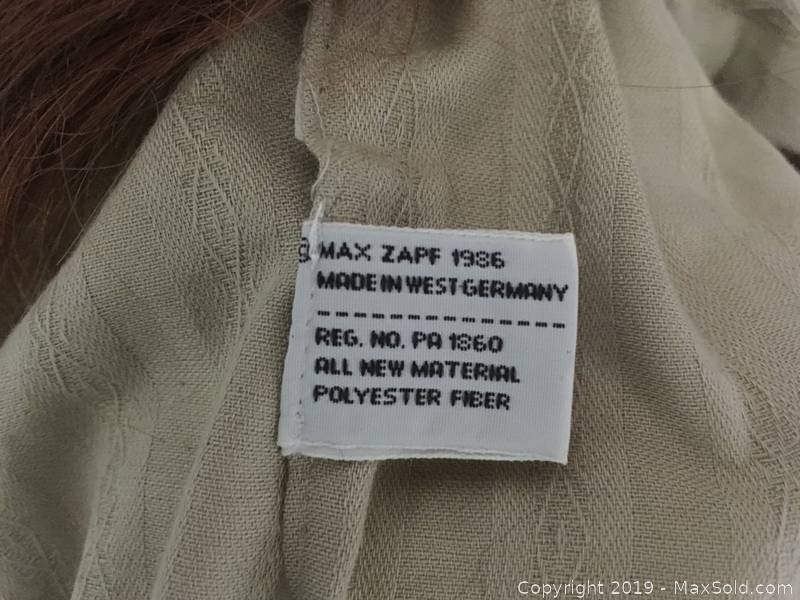 © MAX ZAPF 1986
MADE IN WEST GERMANY
REG. NO. PA 1860
ALL NEW MATERIAL
POLYESTER FIBER
Copyright 2019 - MaxSold.com